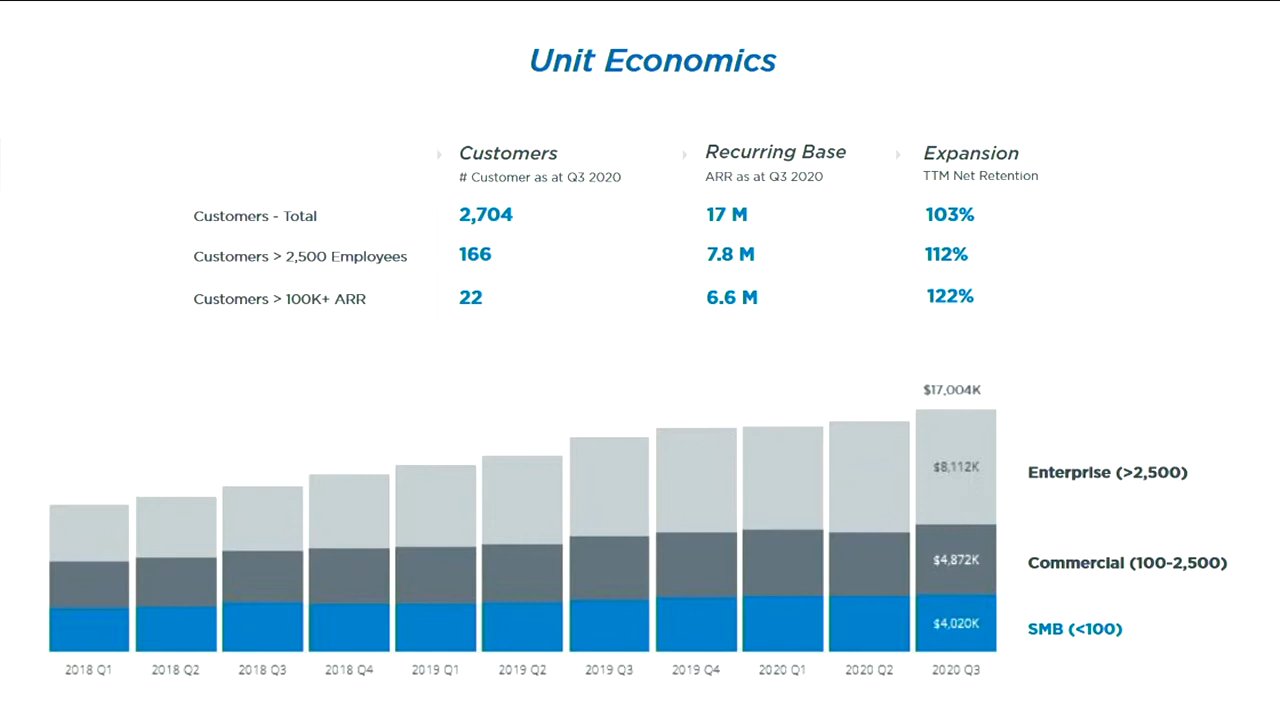 Unit Economics
Customers
# Customer as at Q3 2020
Recurring Base
ARR as at Q3 2020
Expansion
TTM Net Retention
Customers - Total 2,704 17 M 103%
Customers > 2,500 Employees 166 7.8 M 112%
Customers > 100K+ ARR 22 6.6 M 122%
$17,004K
$8,112K
Enterprise (>2,500)
$4,872K
Commercial (100-2,500)
$4,020K
SMB (<100)
2018 Q1 2018 Q2 2018 Q3 2018 Q4 2019 Q1 2019 Q2 2019 Q3 2019 Q4 2020 Q1 2020 Q2 2020 Q3